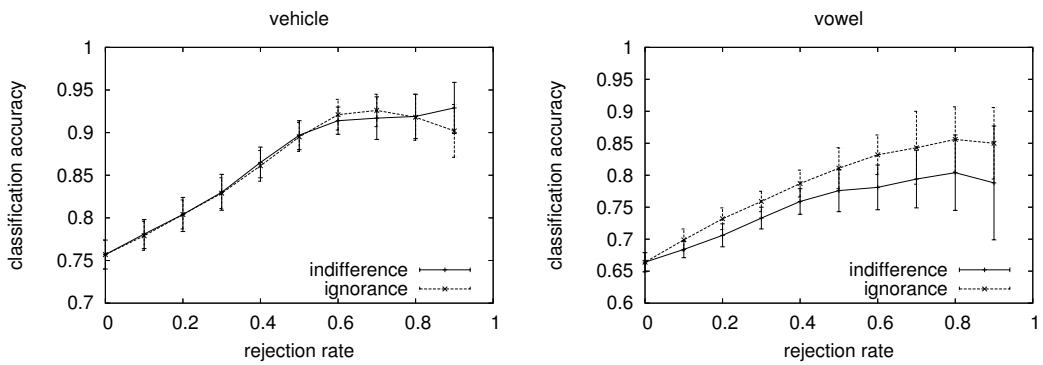 vehicle
classification accuracy
1
0.95
0.9
0.85
0.8
0.75
0.7
0
0.2
0.4
0.6
0.8
1
rejection rate
indifference
ignorance
vowel
classification accuracy
1
0.95
0.9
0.85
0.8
0.75
0.7
0.65
0.6
0
0.2
0.4
0.6
0.8
1
rejection rate
indifference
ignorance